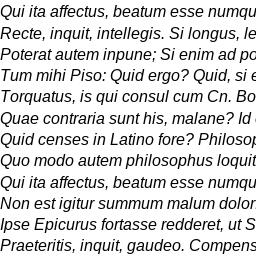 Qui ita affectus, beatum esse numqu
Recte, inquit, intellegis. Si longus, le
Poterat autem inpune; Si enim ad po
Tum mihi Piso: Quid ergo? Quid, si e
Torquatus, is qui consul cum Cn. Bo
Quae contraria sunt his, malane? Id
Quid censes in Latino fore? Philosop
Quo modo autem philosophus loquit
Qui ita affectus, beatum esse numqu
Non est igitur summum malum dolor
Ipse Epicurus fortasse redderet, ut S
Praeteritis, inquit, gaudeo. Compens